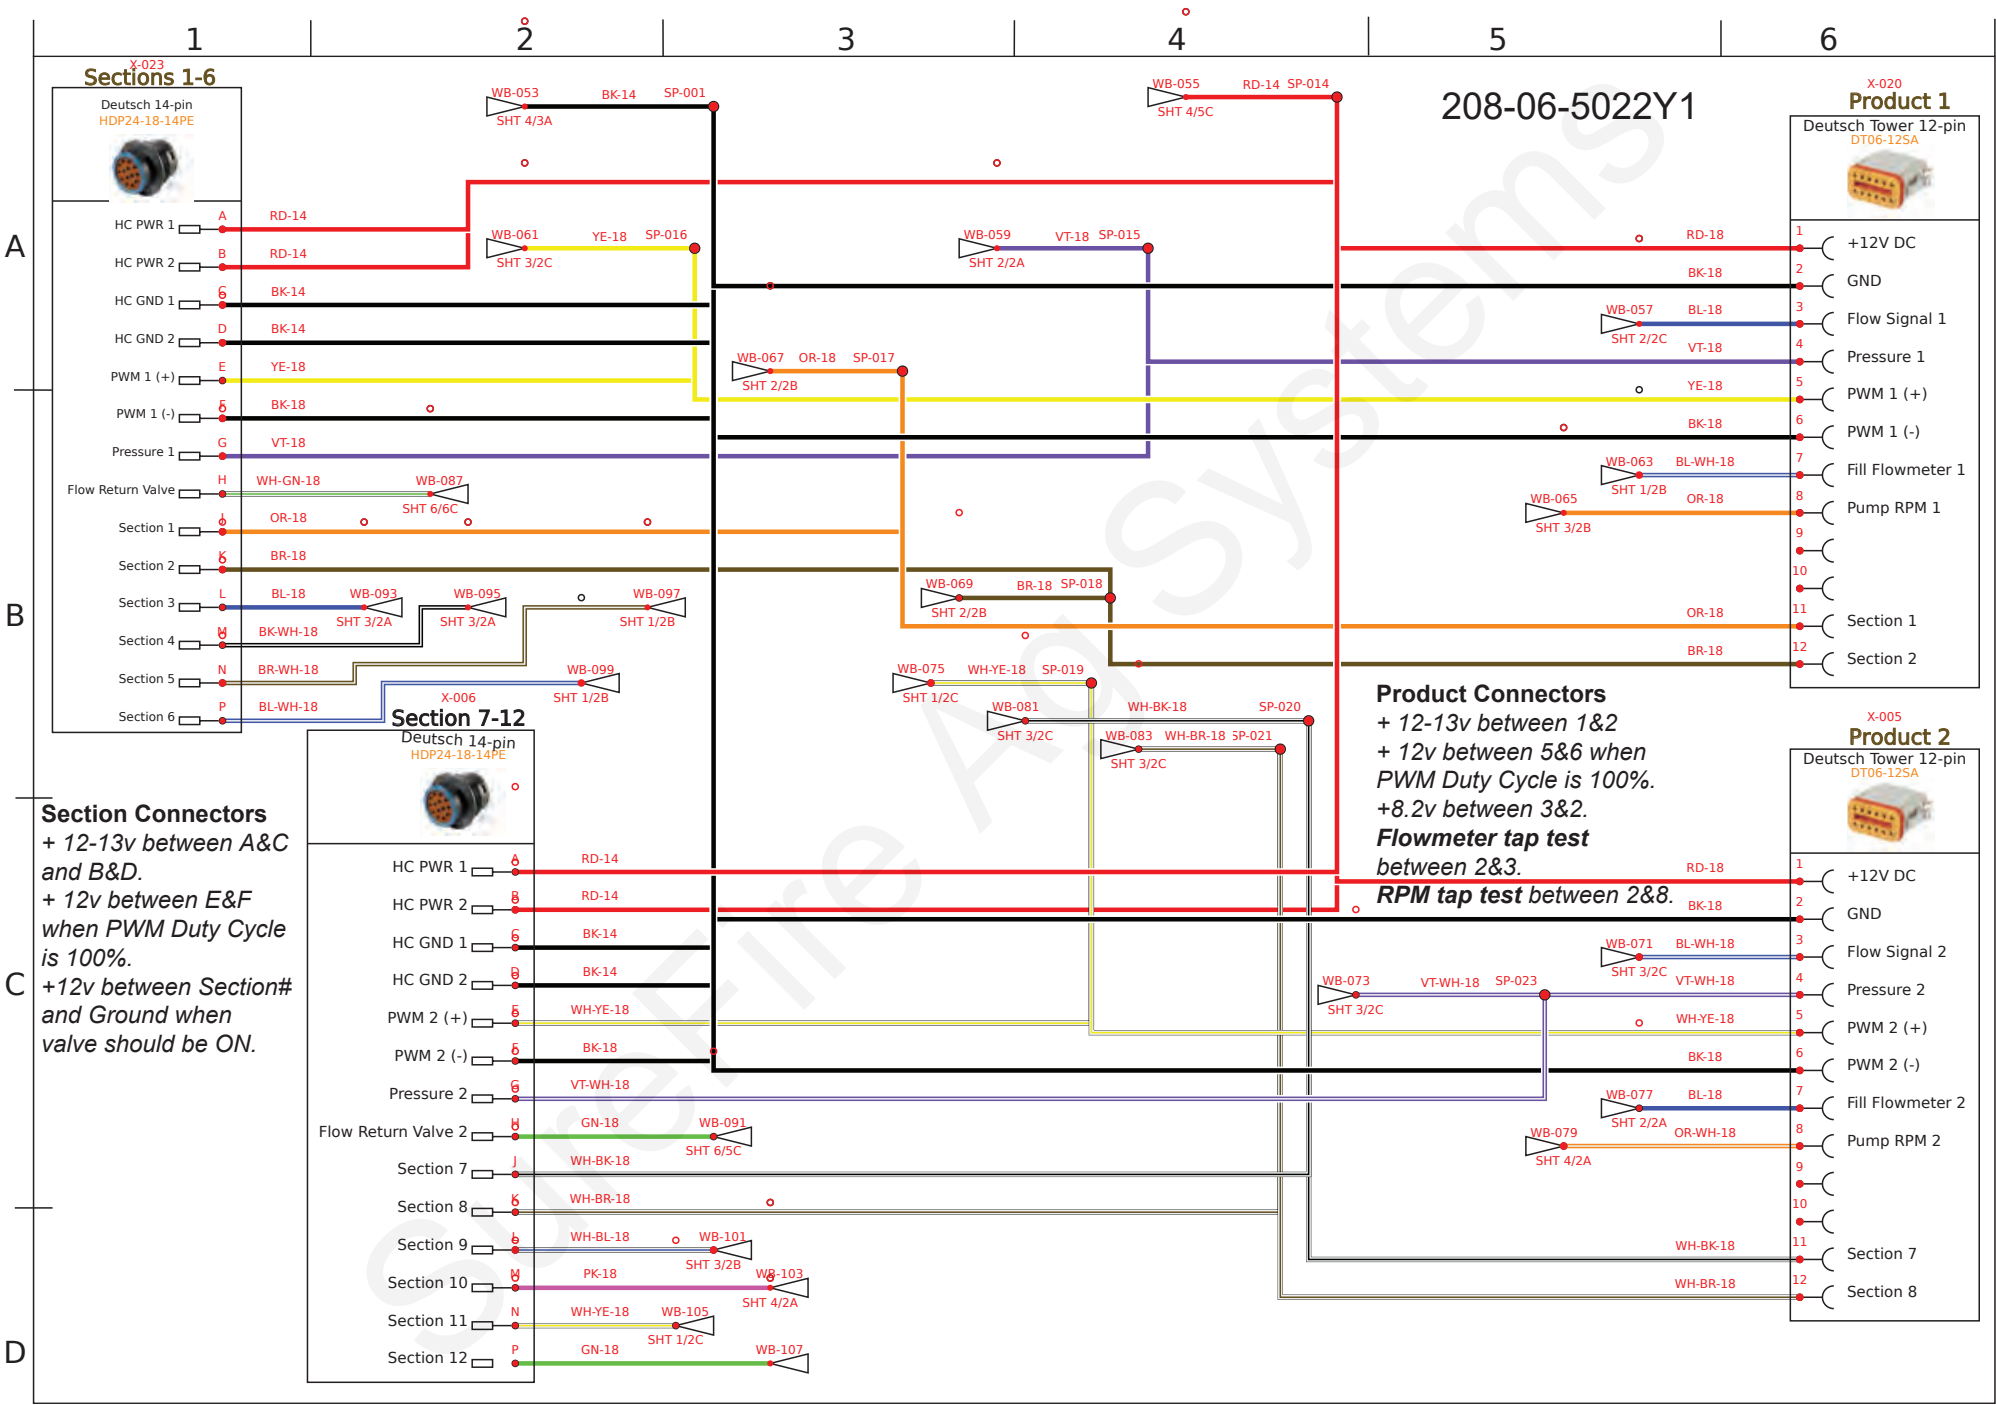 1 2 3 4 5 6
A
B
C
D
208-06-5022Y1
X-023
Sections 1-6
Deutsch 14-pin
HDP24-18-14PE
HC PWR 1 A RD-14
HC PWR 2 B RD-14
HC GND 1 C BK-14
HC GND 2 D BK-14
PWM 1 (+) E YE-18
PWM 1 (-) F BK-18
Pressure 1 G VT-18
Flow Return Valve H WH-GN-18 WB-087
SHT 6/6C
Section 1 J OR-18
Section 2 K BR-18
Section 3 L BL-18 WB-093
SHT 3/2A
WB-095
SHT 3/2A
WB-097
SHT 1/2B
Section 4 M BK-WH-18
Section 5 N BR-WH-18
WB-099
SHT 1/2B
Section 6 P BL-WH-18
WB-053 BK-14 SP-001
SHT 4/3A
WB-055 RD-14 SP-014
SHT 4/5C
WB-061 YE-18 SP-016
SHT 3/2C
WB-059 VT-18 SP-015
SHT 2/2A
WB-067 OR-18 SP-017
SHT 2/2B
WB-069 BR-18 SP-018
SHT 2/2B
WB-075 WH-YE-18 SP-019
SHT 1/2C
WB-081 WH-BK-18 SP-020
SHT 3/2C
WB-083 WH-BR-18 SP-021
SHT 3/2C
X-020
Product 1
Deutsch Tower 12-pin
DT06-12SA
RD-18 1 +12V DC
BK-18 2 GND
WB-057 BL-18 3 Flow Signal 1
SHT 2/2C
VT-18 4 Pressure 1
YE-18 5 PWM 1 (+)
BK-18 6 PWM 1 (-)
WB-063 BL-WH-18 7 Fill Flowmeter 1
SHT 1/2B
WB-065 OR-18 8 Pump RPM 1
SHT 3/2B
9
10
OR-18 11 Section 1
BR-18 12 Section 2
Product Connectors
+ 12-13v between 1&2
+ 12v between 5&6 when
PWM Duty Cycle is 100%.
+8.2v between 3&2.
Flowmeter tap test
between 2&3.
RPM tap test between 2&8.
Section Connectors
+ 12-13v between A&C
and B&D.
+ 12v between E&F
when PWM Duty Cycle
is 100%.
+12v between Section#
and Ground when
valve should be ON.
X-006
Section 7-12
Deutsch 14-pin
HDP24-18-14PE
HC PWR 1 A RD-14
HC PWR 2 B RD-14
HC GND 1 C BK-14
HC GND 2 D BK-14
PWM 2 (+) E WH-YE-18
PWM 2 (-) F BK-18
Pressure 2 G VT-WH-18
Flow Return Valve 2 H GN-18 WB-091
SHT 6/5C
Section 7 J WH-BK-18
Section 8 K WH-BR-18
Section 9 L WH-BL-18 WB-101
SHT 3/2B
Section 10 M PK-18 WB-103
SHT 4/2A
Section 11 N WH-YE-18 WB-105
SHT 1/2C
Section 12 P GN-18 WB-107
X-005
Product 2
Deutsch Tower 12-pin
DT06-12SA
RD-18 1 +12V DC
BK-18 2 GND
WB-071 BL-WH-18 3 Flow Signal 2
SHT 3/2C
WB-073 VT-WH-18 SP-023 VT-WH-18 4 Pressure 2
SHT 3/2C
WH-YE-18 5 PWM 2 (+)
BK-18 6 PWM 2 (-)
WB-077 BL-18 7 Fill Flowmeter 2
SHT 2/2A
WB-079 OR-WH-18 8 Pump RPM 2
SHT 4/2A
9
10
WH-BK-18 11 Section 7
WH-BR-18 12 Section 8
SureFire Ag Systems